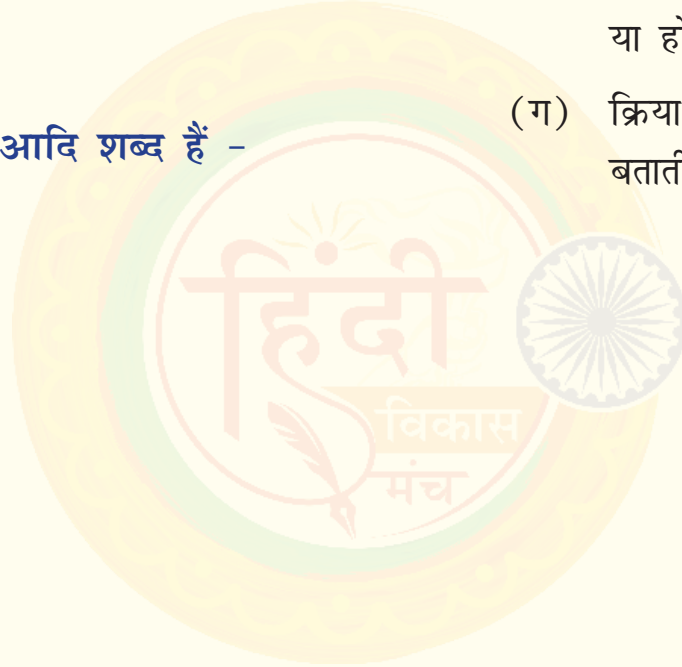 आदि शब्द हैं -
या हो
(ग) क्रिया
बताती
हिंदी
विकास
मंच